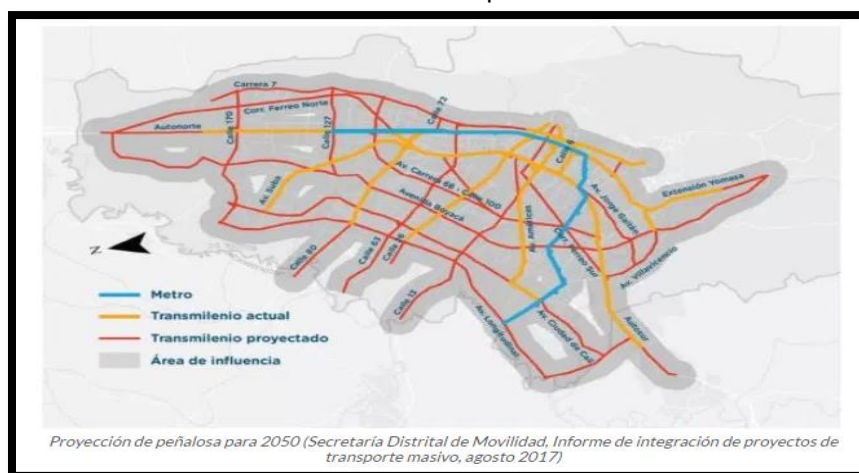 Carrera 7
Corr. Ferreo Norte
Autonorte
Calle 170
Calle 127
Calle 72
Calle 6
Av. Suba
Av. Carrera 68 - Calle 100
Avenida Boyacá
Av. Américas
Corr. Ferreo Sur
Av. Jorge Gaitán
Extensión Yomasa
Av. Villavicencio
Calle 80
Calle 63
Calle 26
Calle 13
Av. Longitudinal
Av. Ciudad de Cali
Autosur
N
Metro
Transmilenio actual
Transmilenio proyectado
Área de influencia
Proyección de peñalosa para 2050 (Secretaría Distrital de Movilidad, Informe de integración de proyectos de
transporte masivo, agosto 2017)